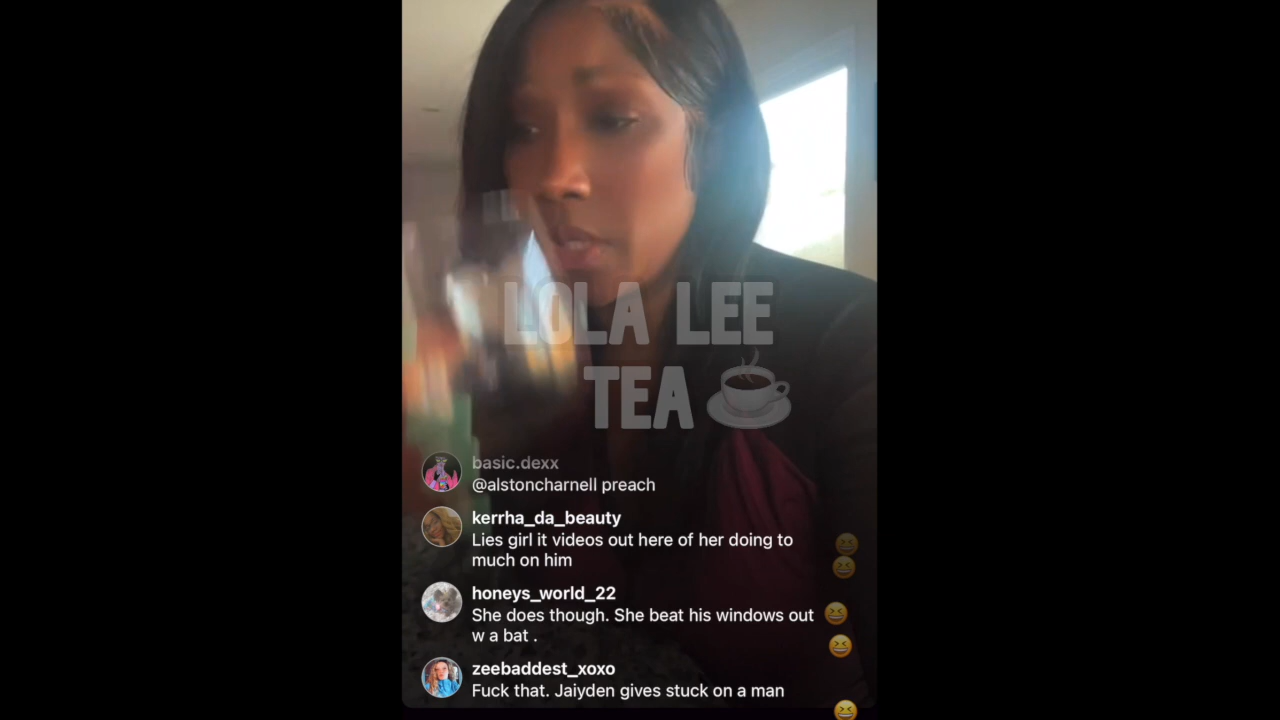 LOLA LEE
TEA
basic.dexx
@alstoncharnell preach
kerrha_da_beauty
Lies girl it videos out here of her doing to
much on him
honeys_world_22
She does though. She beat his windows out
w a bat .
zeebaddest_xoxo
Fuck that. Jaiyden gives stuck on a man